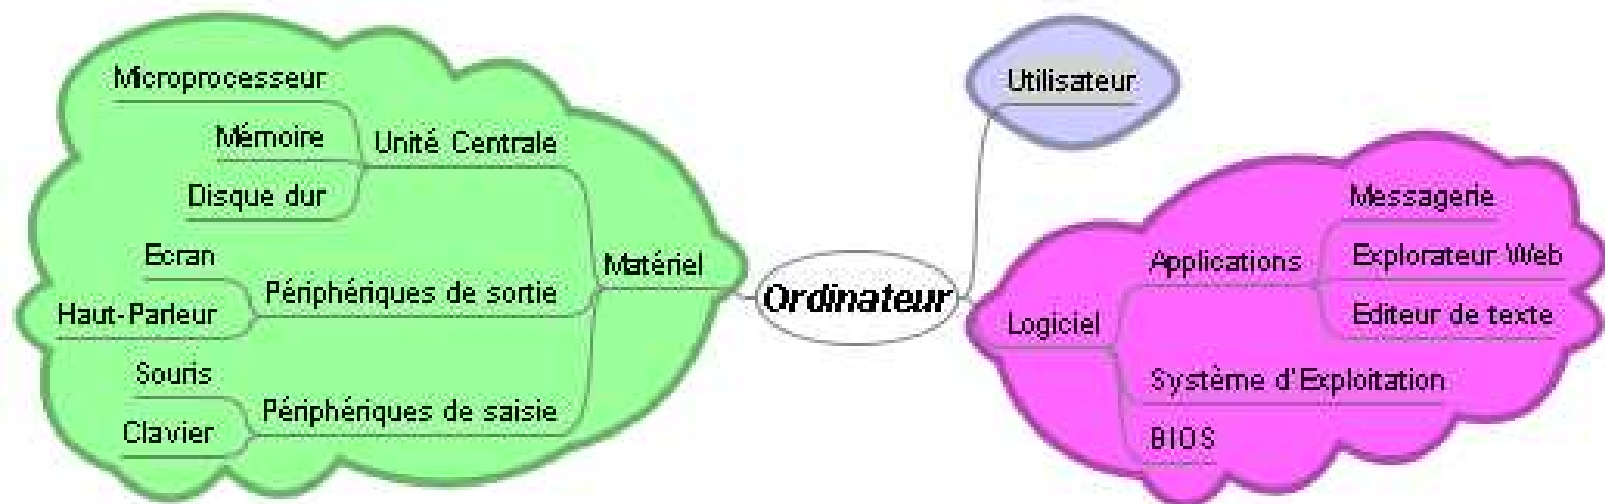 Microprocesseur
Mémoire
Disque dur
Unité Centrale
Ecran
Haut-Parleur
Périphériques de sortie
Souris
Clavier
Périphériques de saisie
Matériel
Ordinateur
Utilisateur
Logiciel
Applications
Messagerie
Explorateur Web
Editeur de texte
Système d'Exploitation
BIOS